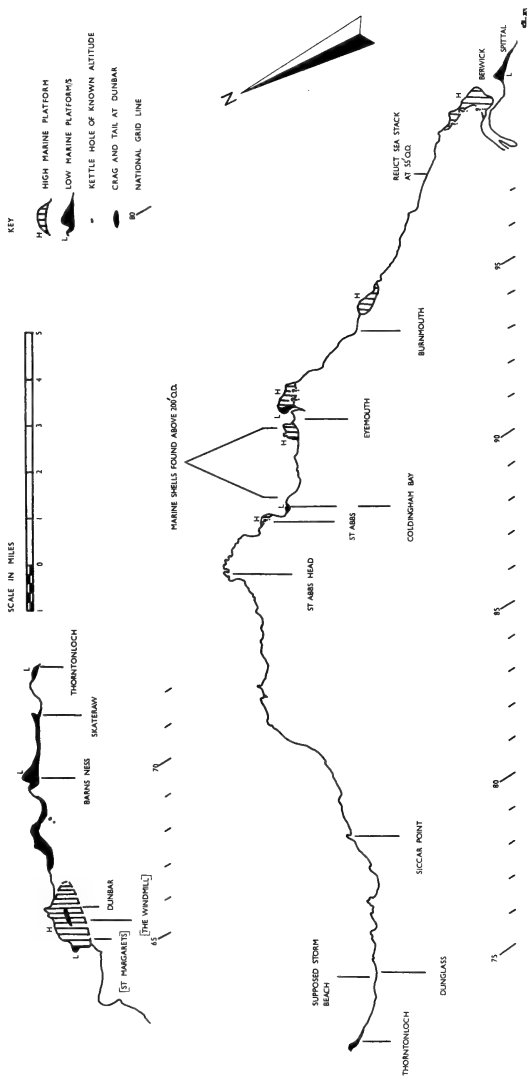 KEY
H HIGH MARINE PLATFORM
L LOW MARINE PLATFORM/S
KETTLE HOLE OF KNOWN ALTITUDE
CRAG AND TAIL AT DUNBAR
80 NATIONAL GRID LINE
SCALE IN MILES
1 0 1 2 3 4 5
N
L
H
L
L
[ST MARGARETS]
[THE WINDMILL]
DUNBAR
BARNS NESS
SKATERAW
THORNTONLOCH
65
70
MARINE SHELLS FOUND ABOVE 200'O.D.
SUPPOSED STORM
BEACH
THORNTONLOCH
DUNGLASS
SICCAR POINT
ST ABBS HEAD
H
ST ABBS
L
COLDINGHAM BAY
H
L
H
EYEMOUTH
H
BURNMOUTH
RELICT SEA STACK
AT 55'O.D.
H
BERWICK
L
SPITTAL
75
80
85
90
95